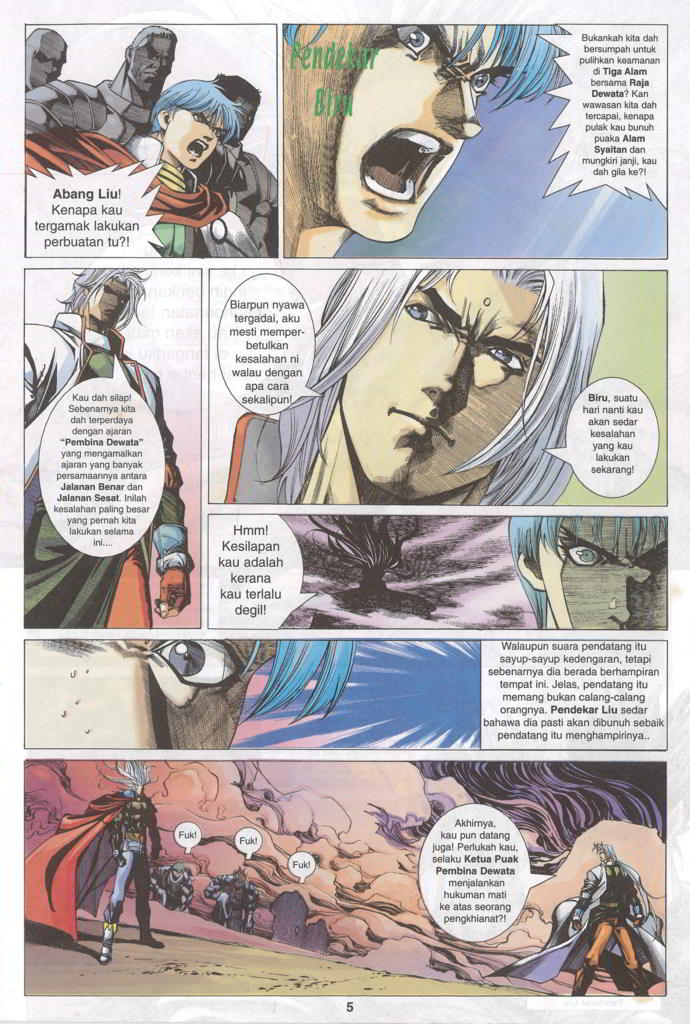 Abang Liu!
Kenapa kau
tergamak lakukan
perbuatan tu?!
Pendekar
Biru
Bukankah kita dah
bersumpah untuk
pulihkan keamanan
di Tiga Alam
bersama Raja
Dewata? Kan
wawasan kita dah
tercapai, kenapa
pulak kau bunuh
puaka Alam
Syaitan dan
mungkiri janji, kau
dah gila ke?!
Kau dah silap!
Sebenarnya kita
dah terperdaya
dengan ajaran
“Pembina Dewata”
yang mengamalkan
ajaran yang banyak
persamaannya antara
Jalanan Benar dan
Jalanan Sesat. Inilah
kesalahan paling besar
yang pernah kita
lakukan selama
ini....
Biarpun nyawa
tergadai, aku
mesti memper-
betulkan
kesalahan ni
walau dengan
apa cara
sekalipun!
Biru, suatu
hari nanti kau
akan sedar
kesalahan
yang kau
lakukan
sekarang!
Hmm!
Kesilapan
kau adalah
kerana
kau terlalu
degil!
Walaupun suara pendatang itu
sayup-sayup kedengaran, tetapi
sebenarnya dia berada berhampiran
tempat ini. Jelas, pendatang itu
memang bukan calang-calang
orangnya. Pendekar Liu sedar
bahawa dia pasti akan dibunuh sebaik
pendatang itu menghampirinya..
Fuk!
Fuk!
Fuk!
Akhirnya,
kau pun datang
juga! Perlukah kau,
selaku Ketua Puak
Pembina Dewata
menjalankan
hukuman mati
ke atas seorang
pengkhianat?!
5